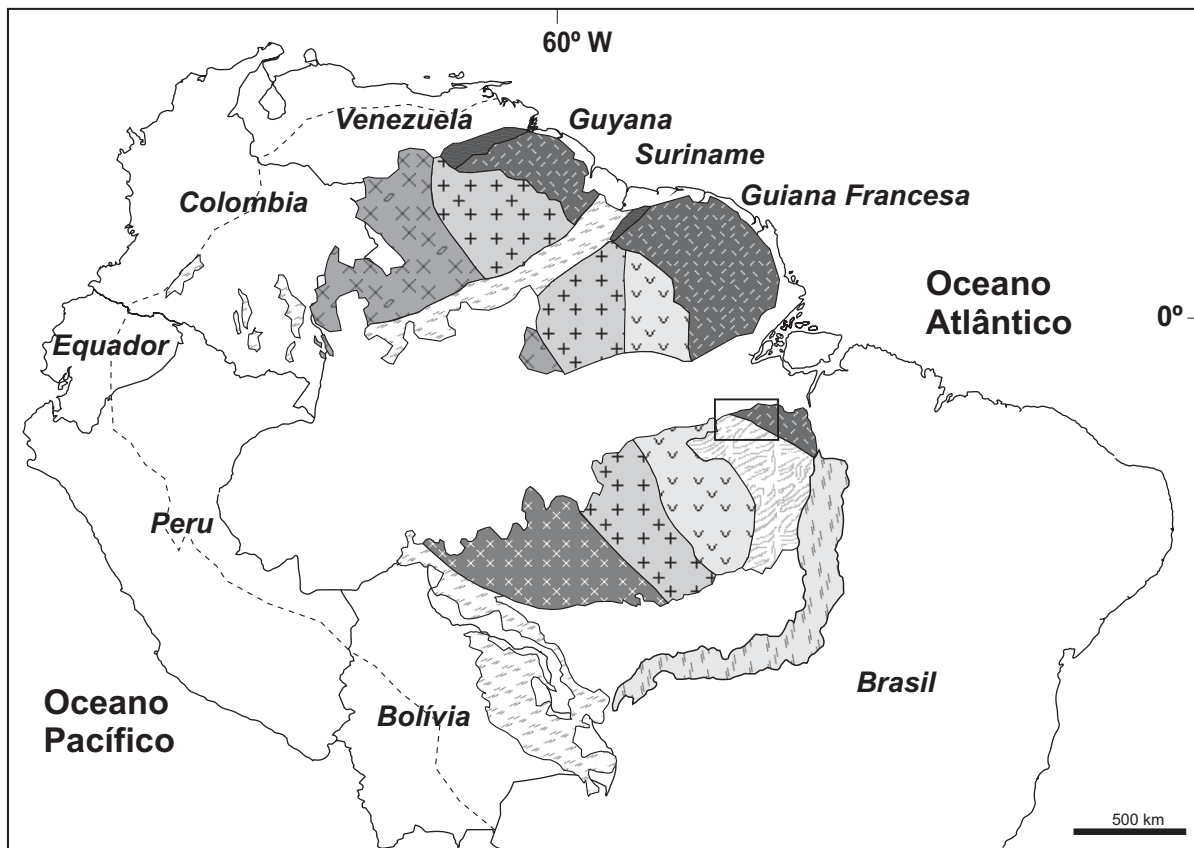 60º W
Venezuela
Guyana
Suriname
Colombia
Guiana Francesa
Oceano
Atlântico
0º
Equador
Peru
Oceano
Pacífico
Bolívia
Brasil
500 km